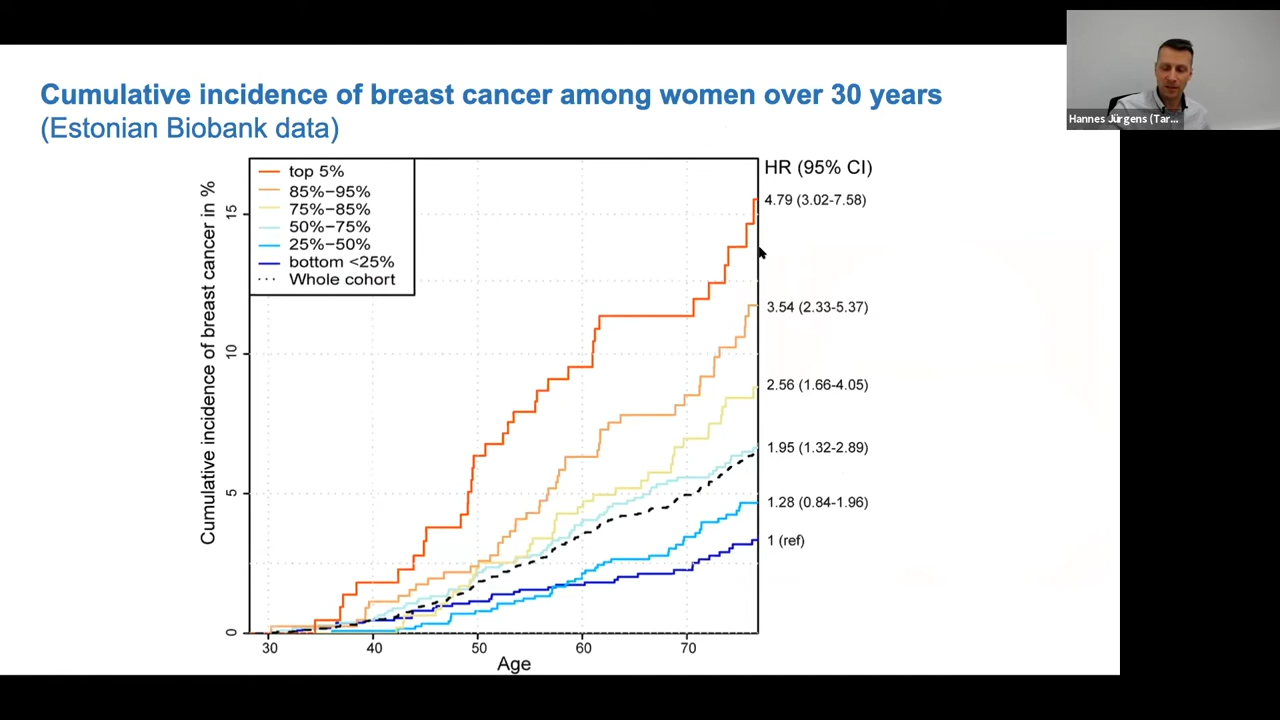 Cumulative incidence of breast cancer among women over 30 years
(Estonian Biobank data)
Hannes Jürgens (Tar...
top 5%
85%−95%
75%−85%
50%−75%
25%−50%
bottom <25%
Whole cohort
Cumulative incidence of breast cancer in %
15
10
5
0
30
40
50
60
70
Age
HR (95% CI)
4.79 (3.02-7.58)
3.54 (2.33-5.37)
2.56 (1.66-4.05)
1.95 (1.32-2.89)
1.28 (0.84-1.96)
1 (ref)